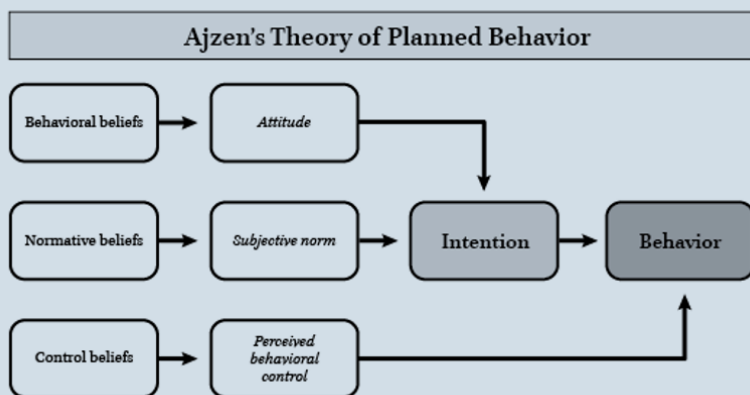 Ajzen's Theory of Planned Behavior
Behavioral beliefs
Attitude
Normative beliefs
Subjective norm
Intention
Behavior
Control beliefs
Perceived
behavioral
control